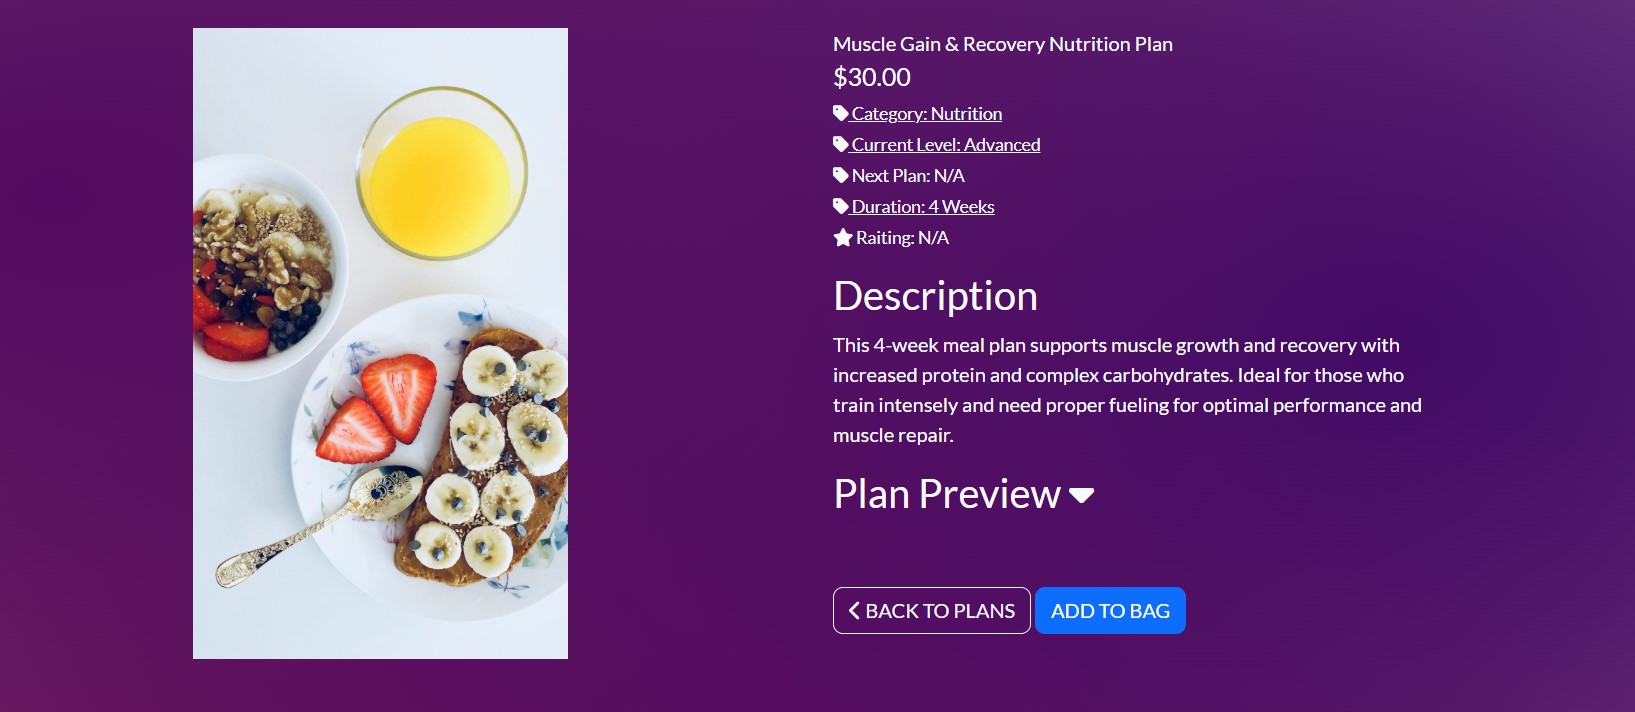 Muscle Gain & Recovery Nutrition Plan
$30.00
Category: Nutrition
Current Level: Advanced
Next Plan: N/A
Duration: 4 Weeks
Raiting: N/A
Description
This 4-week meal plan supports muscle growth and recovery with
increased protein and complex carbohydrates. Ideal for those who
train intensely and need proper fueling for optimal performance and
muscle repair.
Plan Preview
BACK TO PLANS
ADD TO BAG